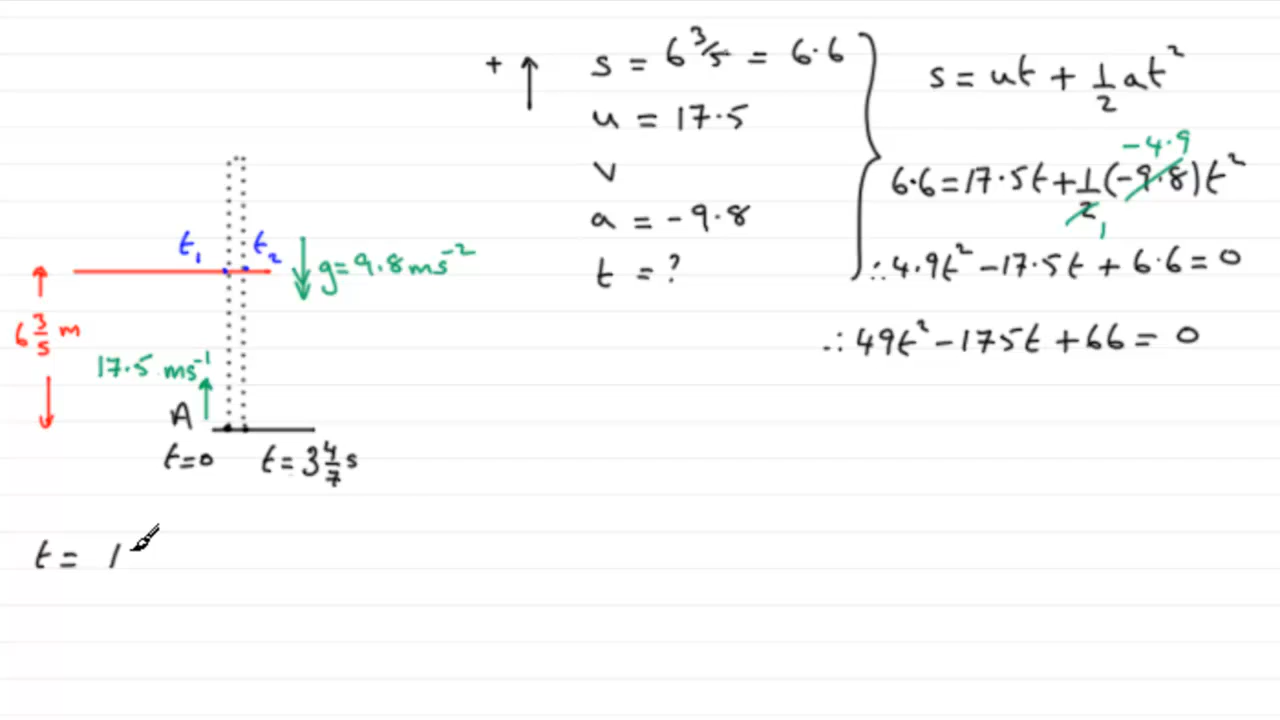 + ↑ s = 6 3/5 = 6.6
u = 17.5
v
a = -9.8
t = ?
s = ut + 1/2 at²
-4.9
6.6 = 17.5t + 1/2 (-9.8)t²
1
∴ 4.9t² - 17.5t + 6.6 = 0
∴ 49t² - 175t + 66 = 0
t₁ t₂
g = 9.8 ms⁻²
6 3/5 m
17.5 ms⁻¹
A
t=0 t = 3 4/7 s
t = 1